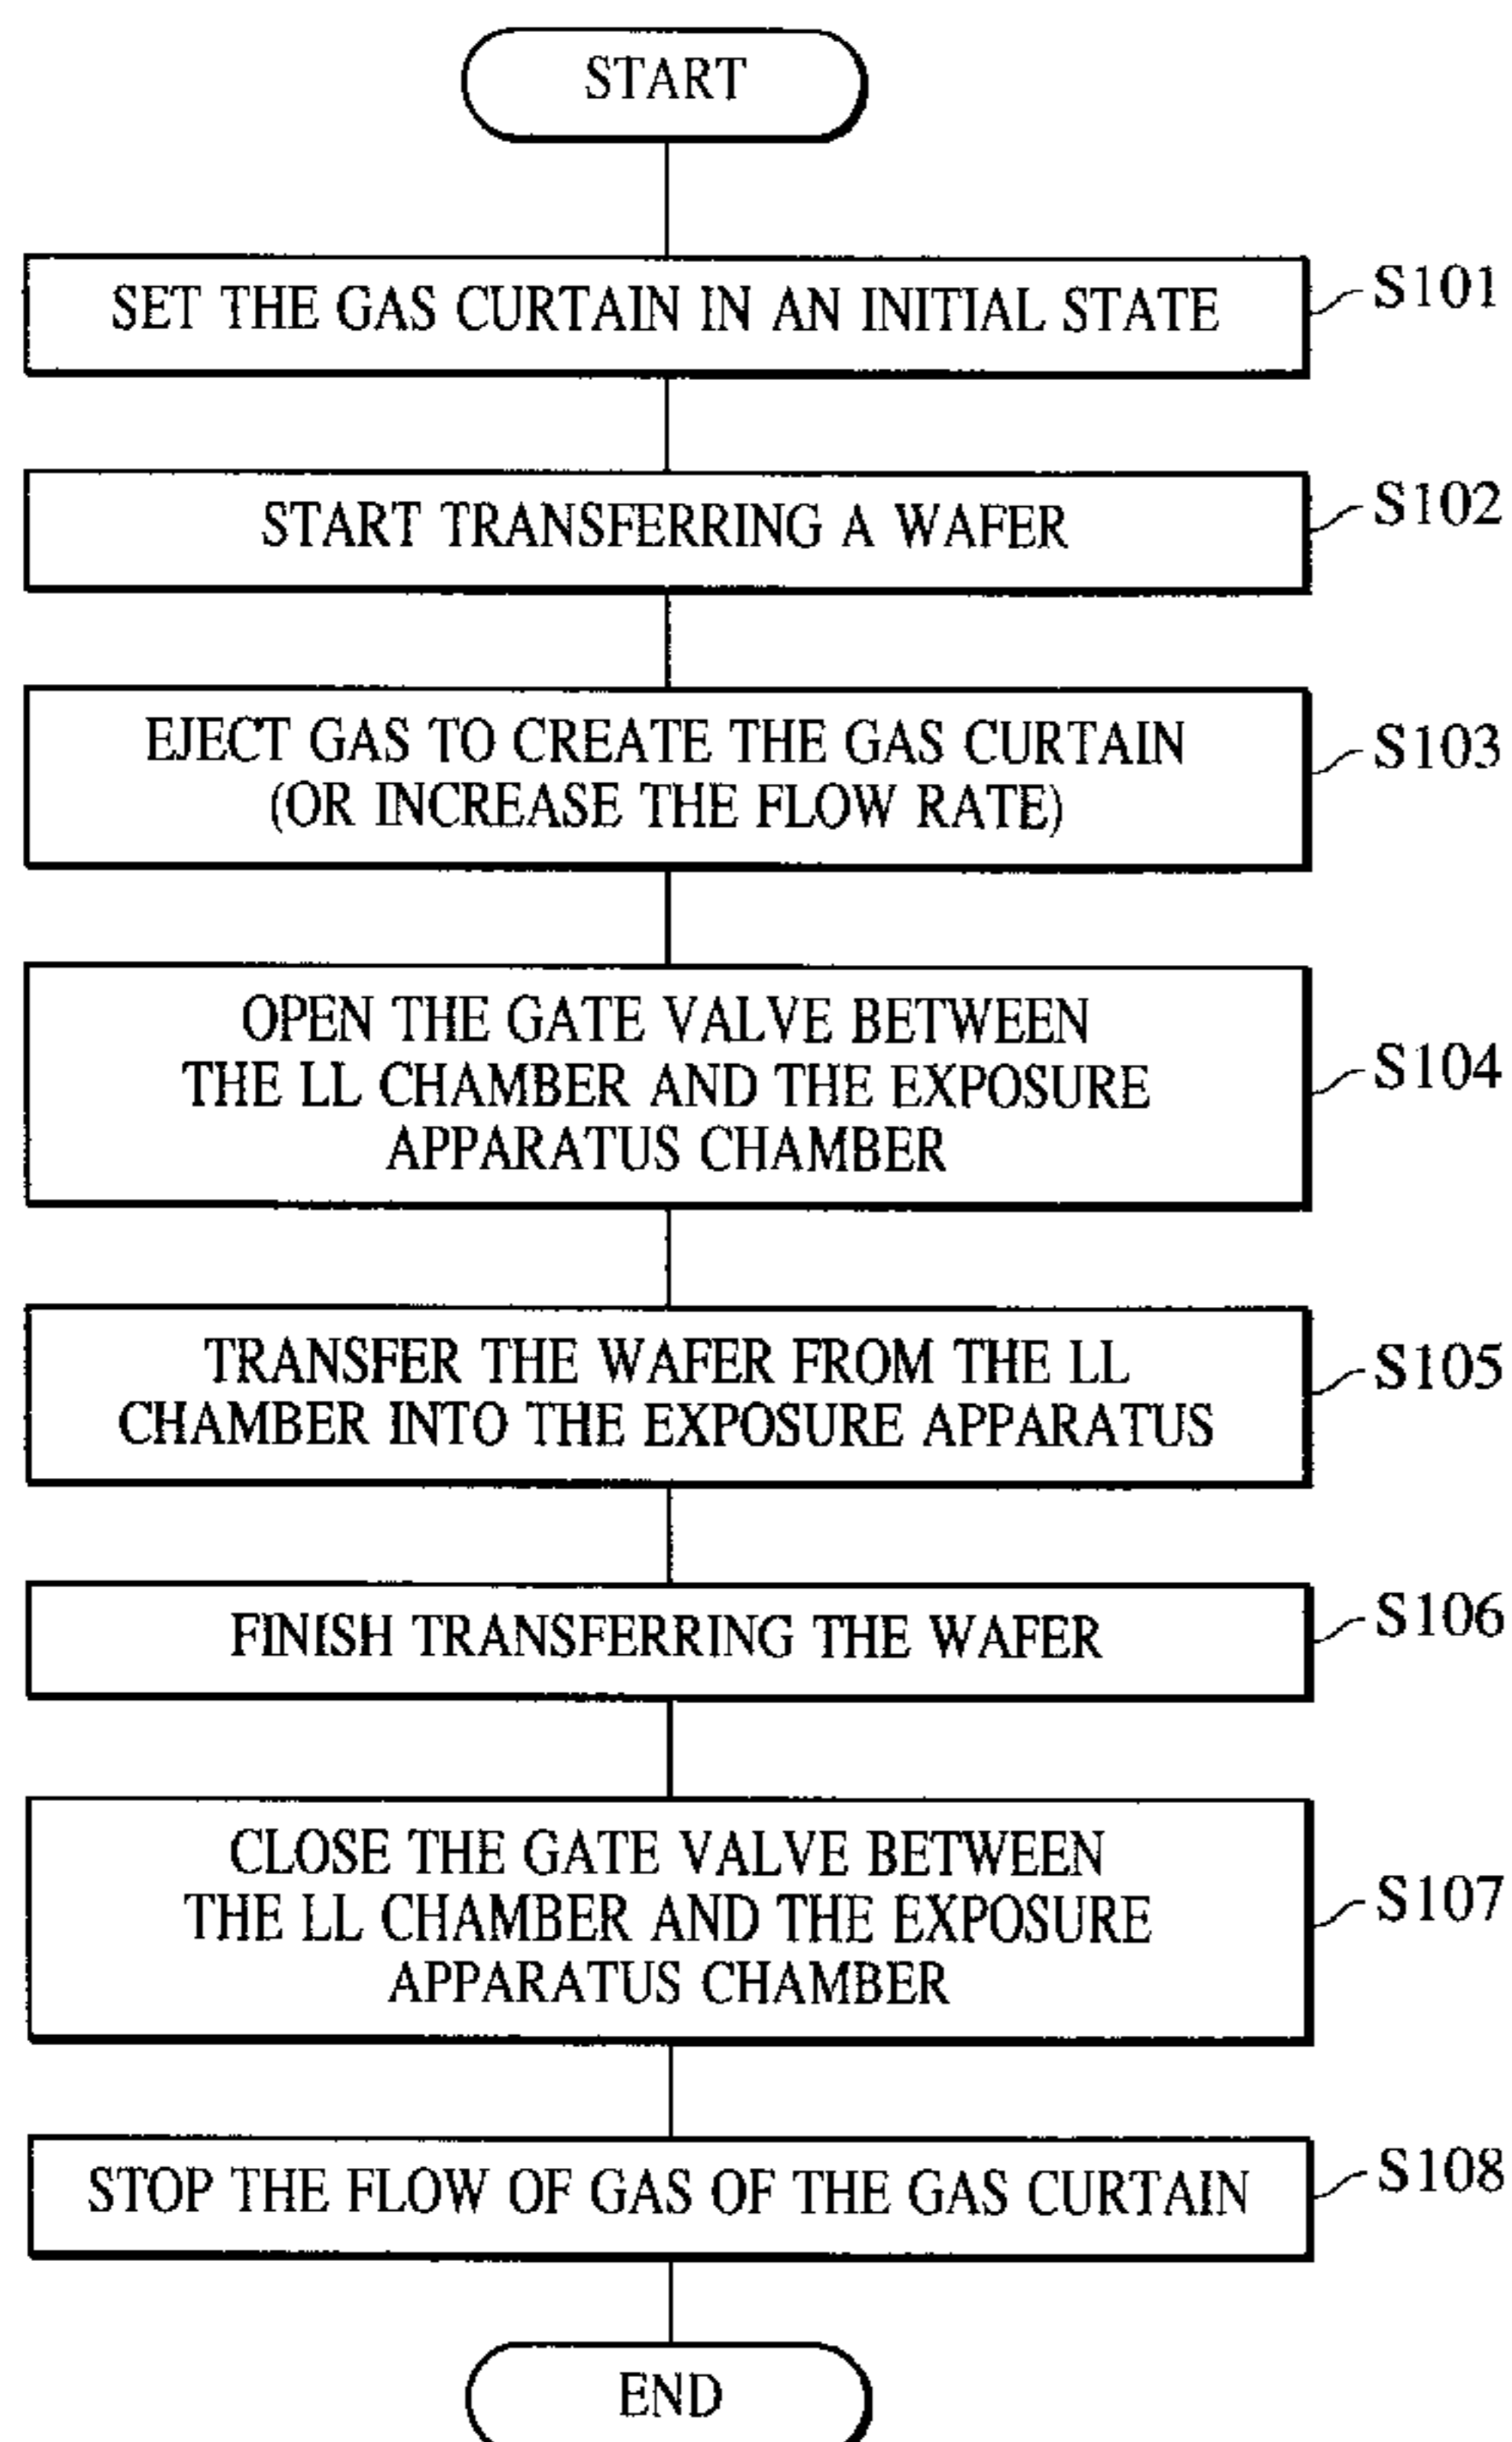 START
SET THE GAS CURTAIN IN AN INITIAL STATE
S101
START TRANSFERRING A WAFER
S102
EJECT GAS TO CREATE THE GAS CURTAIN
(OR INCREASE THE FLOW RATE)
S103
OPEN THE GATE VALVE BETWEEN
THE LL CHAMBER AND THE EXPOSURE
APPARATUS CHAMBER
S104
TRANSFER THE WAFER FROM THE LL
CHAMBER INTO THE EXPOSURE APPARATUS
S105
FINISH TRANSFERRING THE WAFER
S106
CLOSE THE GATE VALVE BETWEEN
THE LL CHAMBER AND THE EXPOSURE
APPARATUS CHAMBER
S107
STOP THE FLOW OF GAS OF THE GAS CURTAIN
S108
END